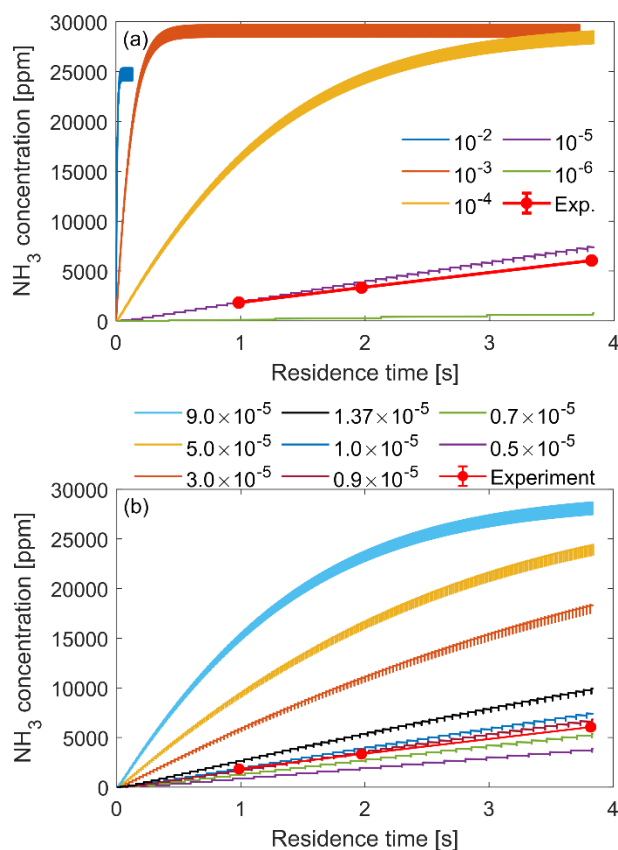 (a)
NH₃ concentration [ppm]
30000
25000
20000
15000
10000
5000
0
10⁻² 10⁻⁵
10⁻³ 10⁻⁶
10⁻⁴ Exp.
0 1 2 3 4
Residence time [s]
9.0×10⁻⁵ 1.37×10⁻⁵ 0.7×10⁻⁵
5.0×10⁻⁵ 1.0×10⁻⁵ 0.5×10⁻⁵
3.0×10⁻⁵ 0.9×10⁻⁵ Experiment
(b)
NH₃ concentration [ppm]
30000
25000
20000
15000
10000
5000
0
0 1 2 3 4
Residence time [s]